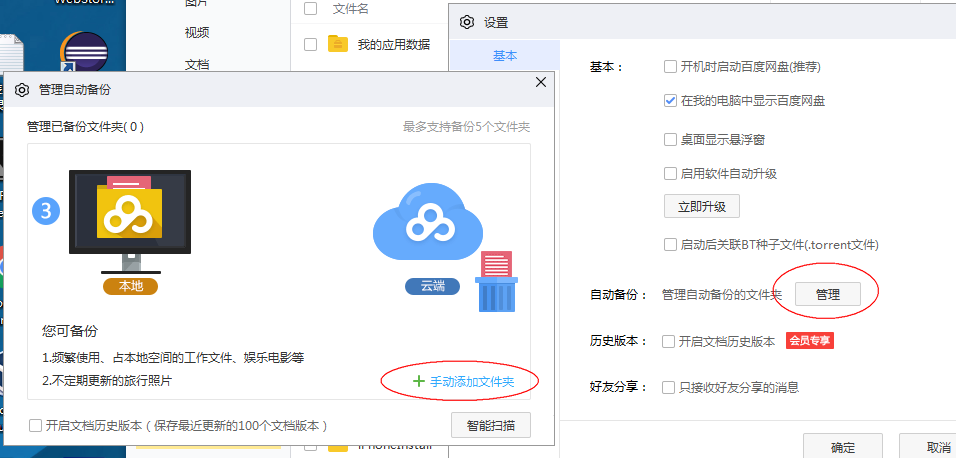 Webstor...
图片
视频
文档
文件名
我的应用数据
管理自动备份
管理已备份文件夹( 0 )
最多支持备份5个文件夹
3
本地
云端
您可备份
1.频繁使用、占本地空间的工作文件、娱乐电影等
2.不定期更新的旅行照片
+ 手动添加文件夹
开启文档历史版本（保存最近更新的100个文档版本）
智能扫描
设置
基本
基本：
开机时启动百度网盘(推荐)
在我的电脑中显示百度网盘
桌面显示悬浮窗
启用软件自动升级
立即升级
启动后关联BT种子文件(.torrent文件)
自动备份：
管理自动备份的文件夹
管理
历史版本：
开启文档历史版本
会员专享
好友分享：
只接收好友分享的消息
确定
取消